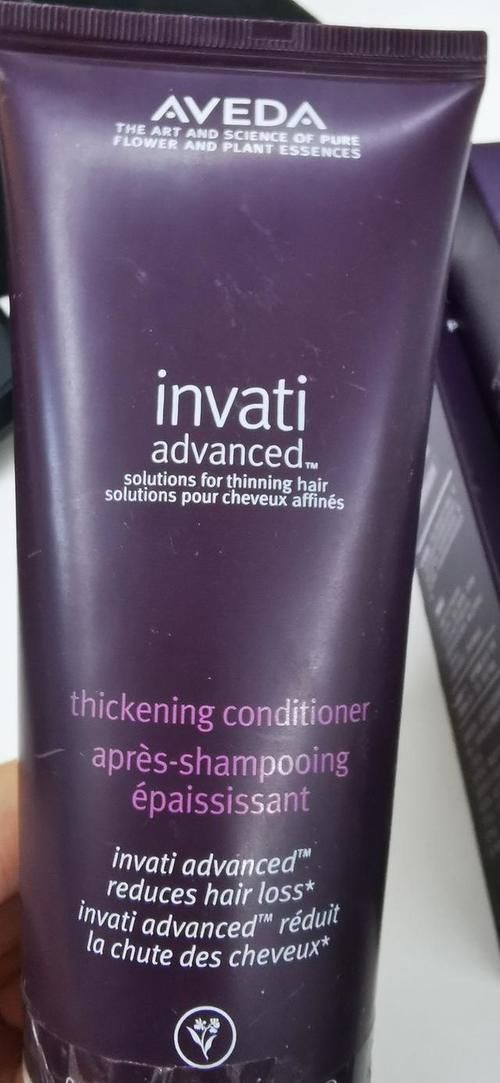 AVEDA
THE ART AND SCIENCE OF PURE
FLOWER AND PLANT ESSENCES
invati
advanced™
solutions for thinning hair
solutions pour cheveux affinés
thickening conditioner
après-shampooing
épaississant
invati advanced™
reduces hair loss*
invati advanced™ réduit
la chute des cheveux*